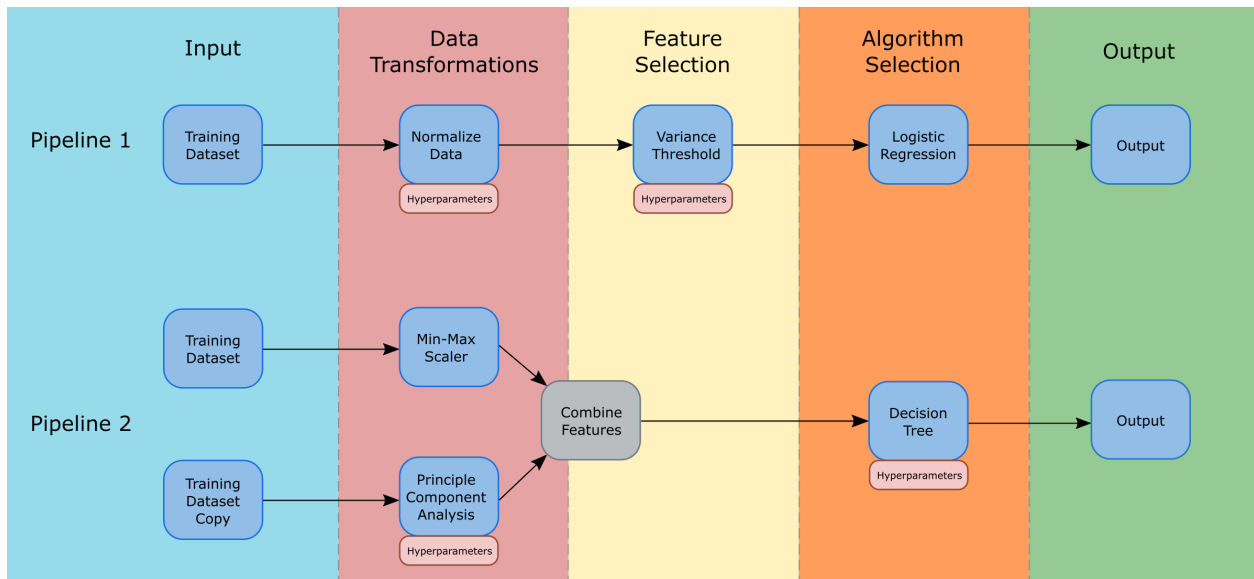 Input
Data
Transformations
Feature
Selection
Algorithm
Selection
Output
Pipeline 1
Training
Dataset
Normalize
Data
Hyperparameters
Variance
Threshold
Hyperparameters
Logistic
Regression
Output
Pipeline 2
Training
Dataset
Min-Max
Scaler
Training
Dataset
Copy
Principle
Component
Analysis
Hyperparameters
Combine
Features
Decision
Tree
Hyperparameters
Output